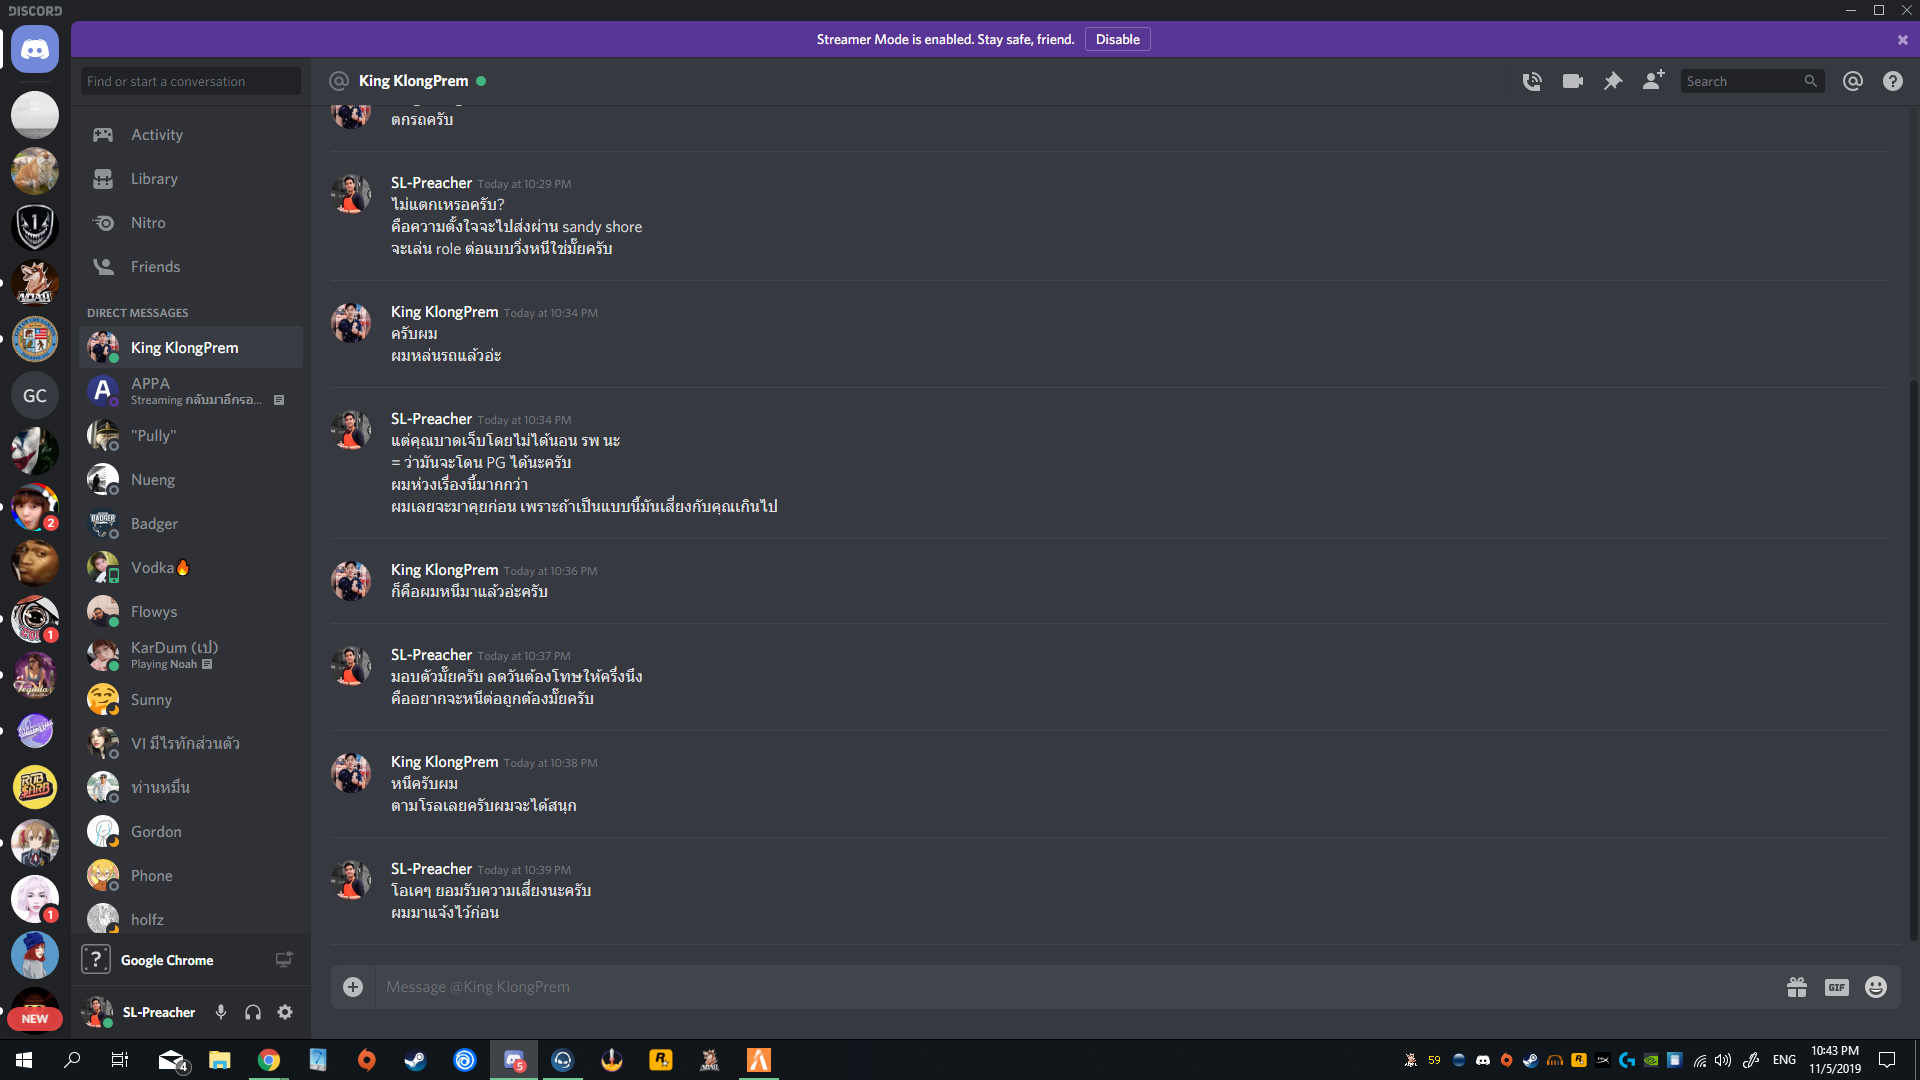 DISCORD
Streamer Mode is enabled. Stay safe, friend.
Disable
Find or start a conversation
King KlongPrem
Search
Activity
Library
Nitro
Friends
DIRECT MESSAGES
King KlongPrem
APPA
Streaming กลับมาอีกรอ...
"Pully"
Nueng
Badger
Vodka🔥
Flowys
KarDum (เป)
Playing Noah
Sunny
VI มีไรทักส่วนตัว
ท่านหมื่น
Gordon
Phone
holfz
Google Chrome
SL-Preacher
GC
2
1
1
NEW
ตกรถครับ
SL-Preacher Today at 10:29 PM
ไม่แตกเหรอครับ?
คือความตั้งใจจะไปส่งผ่าน sandy shore
จะเล่น role ต่อแบบวิ่งหนีใช่มั๊ยครับ
King KlongPrem Today at 10:34 PM
ครับผม
ผมหล่นรถแล้วอ่ะ
SL-Preacher Today at 10:34 PM
แต่คุณบาดเจ็บโดยไม่ได้นอน รพ นะ
= ว่ามันจะโดน PG ได้นะครับ
ผมห่วงเรื่องนี้มากกว่า
ผมเลยจะมาคุยก่อน เพราะถ้าเป็นแบบนี้มันเสี่ยงกับคุณเกินไป
King KlongPrem Today at 10:36 PM
ก็คือผมหนีมาแล้วอ่ะครับ
SL-Preacher Today at 10:37 PM
มอบตัวมั๊ยครับ ลดวันต้องโทษให้ครึ่งนึง
คืออยากจะหนีต่อถูกต้องมั๊ยครับ
King KlongPrem Today at 10:38 PM
หนีครับผม
ตามโรลเลยครับผมจะได้สนุก
SL-Preacher Today at 10:39 PM
โอเคๆ ยอมรับความเสี่ยงนะครับ
ผมมาแจ้งไว้ก่อน
Message @King KlongPrem
GIF
4
5
59
ENG
10:43 PM
11/5/2019